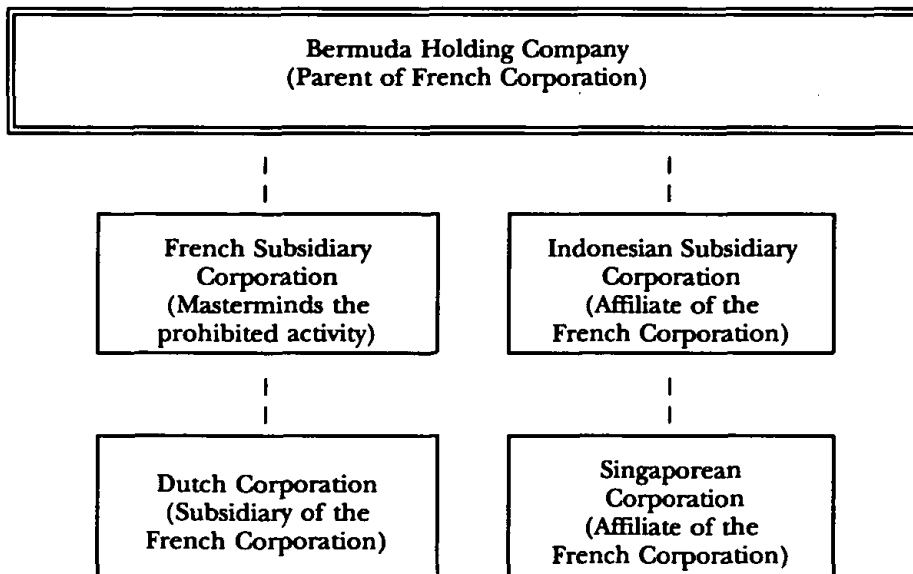 Bermuda Holding Company
(Parent of French Corporation)
French Subsidiary
Corporation
(Masterminds the
prohibited activity)
Indonesian Subsidiary
Corporation
(Affiliate of the
French Corporation)
Dutch Corporation
(Subsidiary of the
French Corporation)
Singaporean
Corporation
(Affiliate of the
French Corporation)